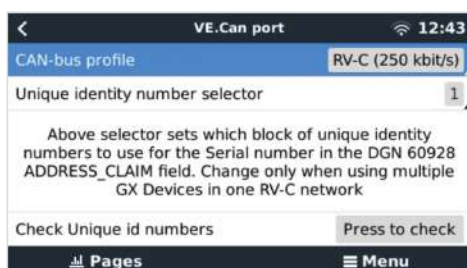 VE.Can port 12:43
CAN-bus profile RV-C (250 kbit/s)
Unique identity number selector 1
Above selector sets which block of unique identity
numbers to use for the Serial number in the DGN 60928
ADDRESS_CLAIM field. Change only when using multiple
GX Devices in one RV-C network
Check Unique id numbers Press to check
Pages Menu